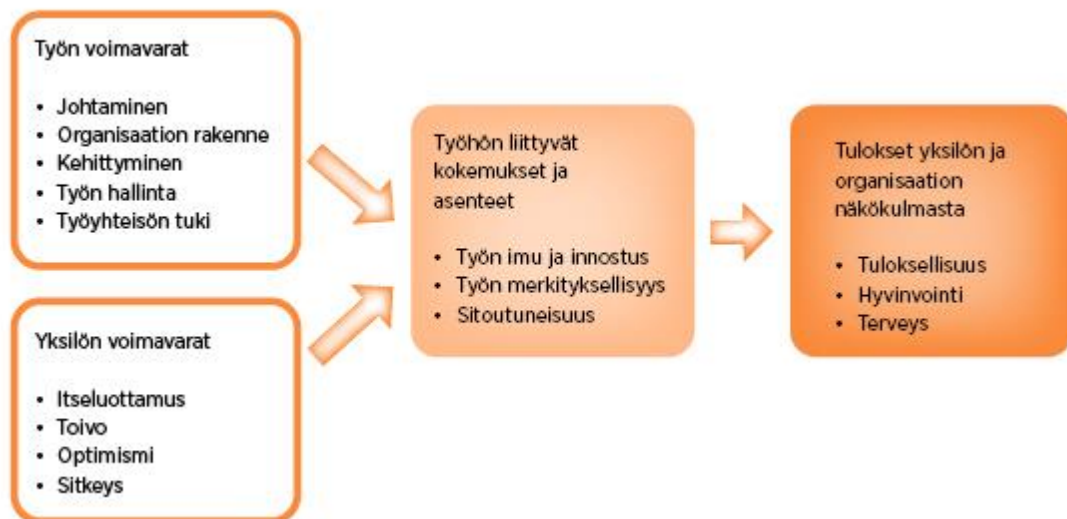 Työn voimavarat
• Johtaminen
• Organisaation rakenne
• Kehittyminen
• Työn hallinta
• Työyhteisön tuki
Yksilön voimavarat
• Itseluottamus
• Toivo
• Optimismi
• Sitkeys
Työhön liittyvät
kokemukset ja
asenteet
• Työn imu ja innostus
• Työn merkityksellisyys
• Sitoutuneisuus
Tulokset yksilön ja
organisaation
näkökulmasta
• Tuloksellisuus
• Hyvinvointi
• Terveys